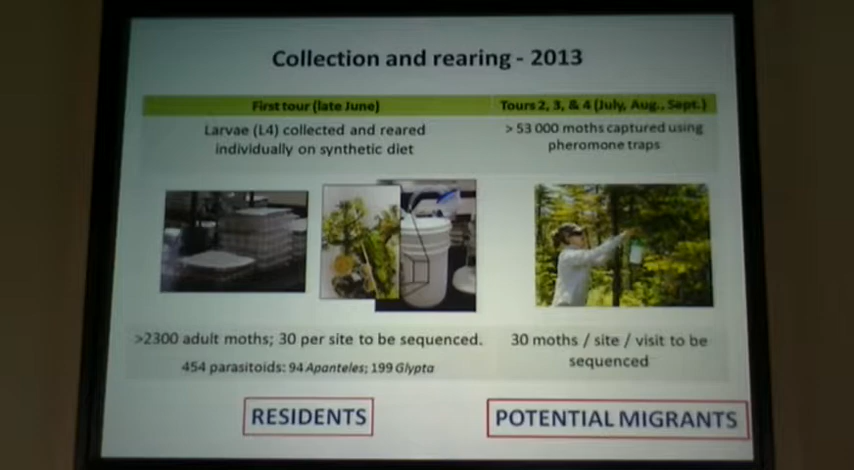 Collection and rearing - 2013
First tour (late June)
Tours 2, 3, & 4 (July, Aug., Sept.)
Larvae (L4) collected and reared
individually on synthetic diet
> 53 000 moths captured using
pheromone traps
>2300 adult moths; 30 per site to be sequenced.
454 parasitoids: 94 Apanteles; 199 Glypta
30 moths / site / visit to be
sequenced
RESIDENTS
POTENTIAL MIGRANTS